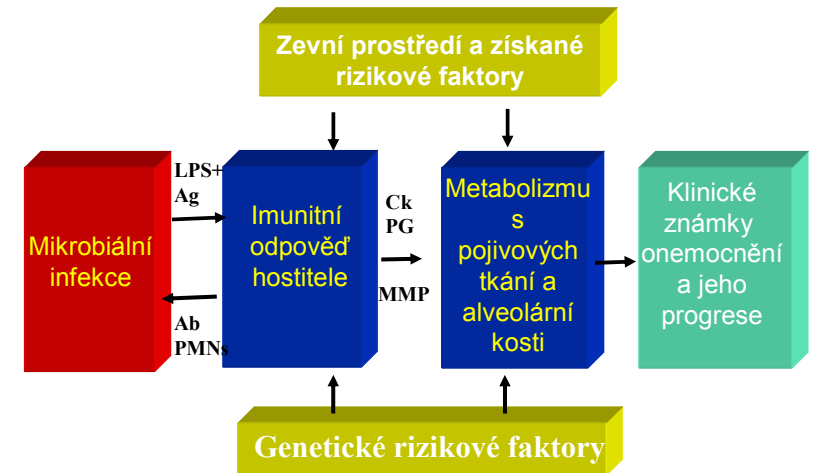 Zevní prostředí a získané
rizikové faktory
Mikrobiální
infekce
LPS+
Ag
Ab
PMNs
Imunitní
odpověď
hostitele
Ck
PG
MMP
Metabolizmu
s
pojivových
tkání a
alveolární
kosti
Klinické
známky
onemocnění
a jeho
progrese
Genetické rizikové faktory